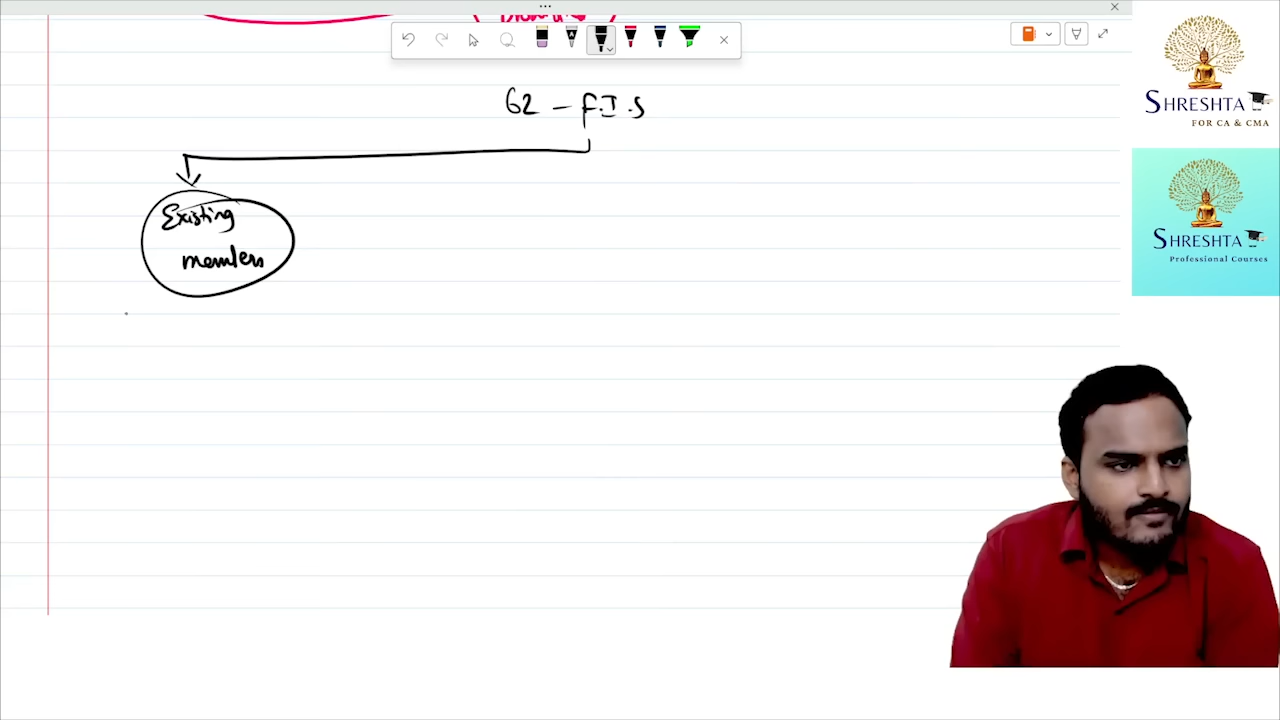 62 - F.I.S
Existing
members
SHRESHTA
FOR CA & CMA
SHRESHTA
Professional Courses